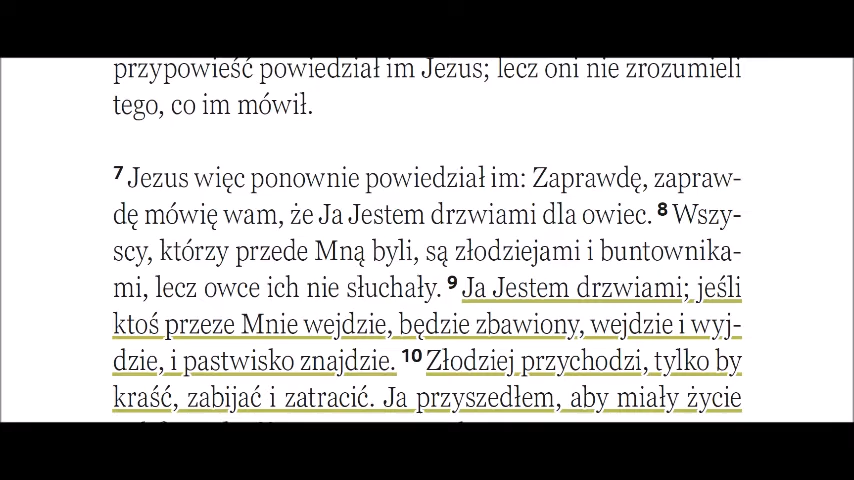 przypowieść powiedział im Jezus; lecz oni nie zrozumieli
tego, co im mówił.
7 Jezus więc ponownie powiedział im: Zaprawdę, zapraw-
dę mówię wam, że Ja Jestem drzwiami dla owiec. 8 Wszy-
scy, którzy przede Mną byli, są złodziejami i buntownika-
mi, lecz owce ich nie słuchały. 9 Ja Jestem drzwiami; jeśli
ktoś przeze Mnie wejdzie, będzie zbawiony, wejdzie i wyj-
dzie, i pastwisko znajdzie. 10 Złodziej przychodzi, tylko by
kraść, zabijać i zatracić. Ja przyszedłem, aby miały życie